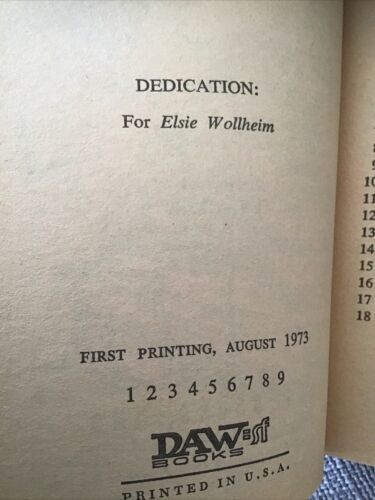 DEDICATION:
For Elsie Wollheim
FIRST PRINTING, AUGUST 1973
1 2 3 4 5 6 7 8 9
DAW=sf
BOOKS
PRINTED IN U.S.A.
8
9
10
11
12
13
14
15
16
17
18